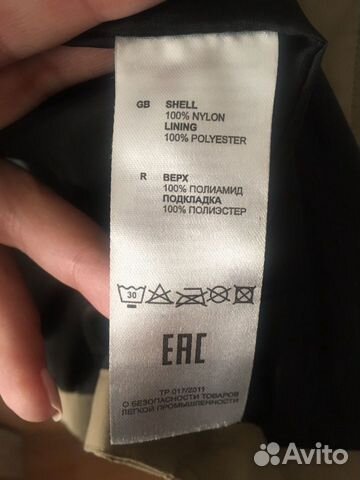 GB SHELL
100% NYLON
LINING
100% POLYESTER
R ВЕРХ
100% ПОЛИАМИД
ПОДКЛАДКА
100% ПОЛИЭСТЕР
30
EAC
ТР 017/2011
О БЕЗОПАСНОСТИ ТОВАРОВ
ЛЕГКОЙ ПРОМЫШЛЕННОСТИ
Avito